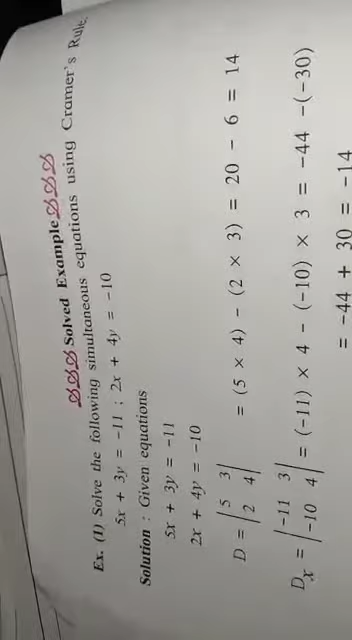 Solved Example
Ex. (1) Solve the following simultaneous equations using Cramer's Rule.
5x + 3y = -11 ; 2x + 4y = -10
Solution : Given equations
5x + 3y = -11
2x + 4y = -10
D = | 5 3 | = (5 × 4) - (2 × 3) = 20 - 6 = 14
| 2 4 |
Dx = | -11 3 | = (-11) × 4 - (-10) × 3 = -44 -(-30)
| -10 4 |
= -44 + 30 = -14